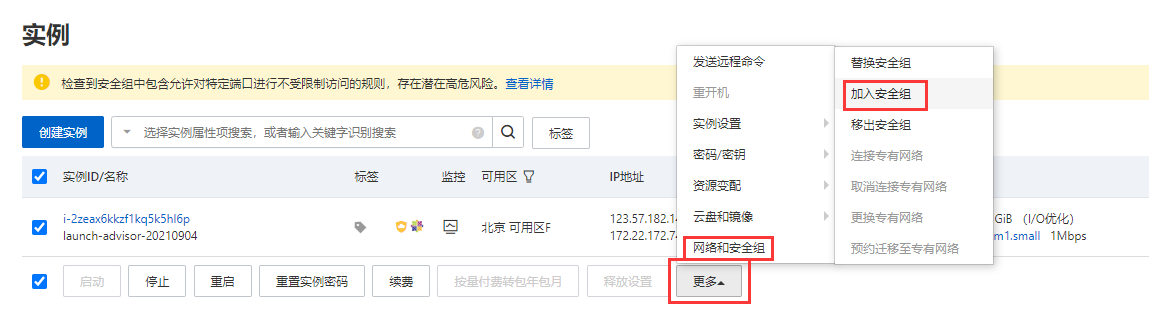 实例
检查到安全组中包含允许对特定端口进行不受限制访问的规则，存在潜在高危风险。查看详情
创建实例 选择实例属性项搜索，或者输入关键字识别搜索 标签
实例ID/名称 标签 监控 可用区 IP地址
i-2zeax6kkzf1kq5k5hl6p
launch-advisor-20210904
北京 可用区F
123.57.182.14
172.22.172.74
GiB （I/O优化）
m1.small 1Mbps
启动 停止 重启 重置实例密码 续费 按量付费转包年包月 释放设置 更多
发送远程命令
重开机
实例设置
密码/密钥
资源变配
云盘和镜像
网络和安全组
替换安全组
加入安全组
移出安全组
连接专有网络
取消连接专有网络
更换专有网络
预约迁移至专有网络